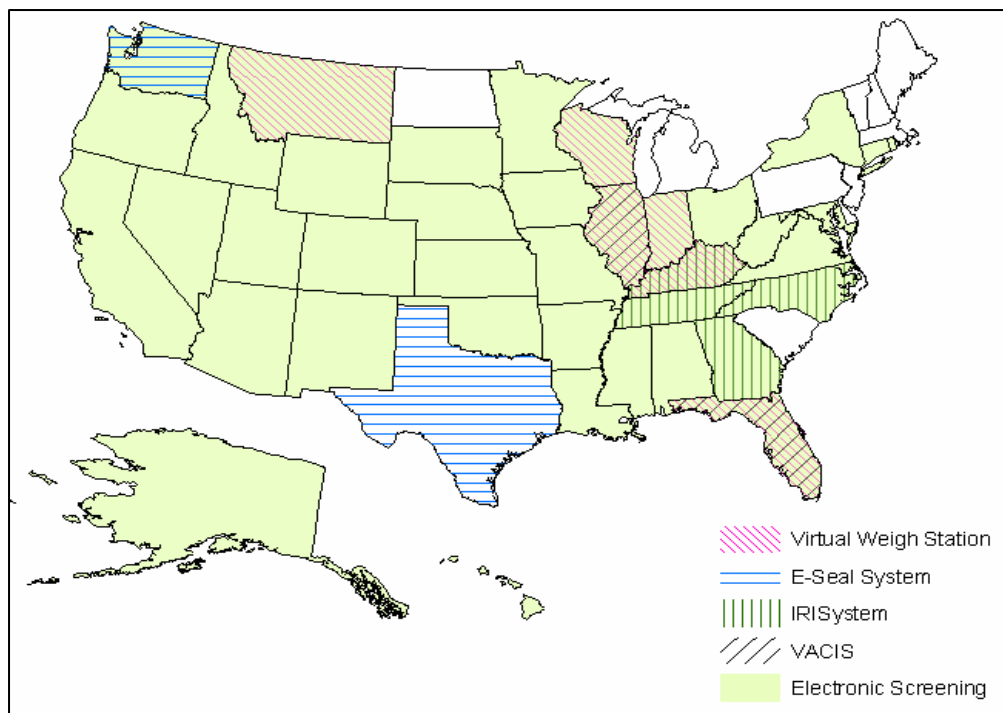 Virtual Weigh Station
E-Seal System
IRISystem
VACIS
Electronic Screening